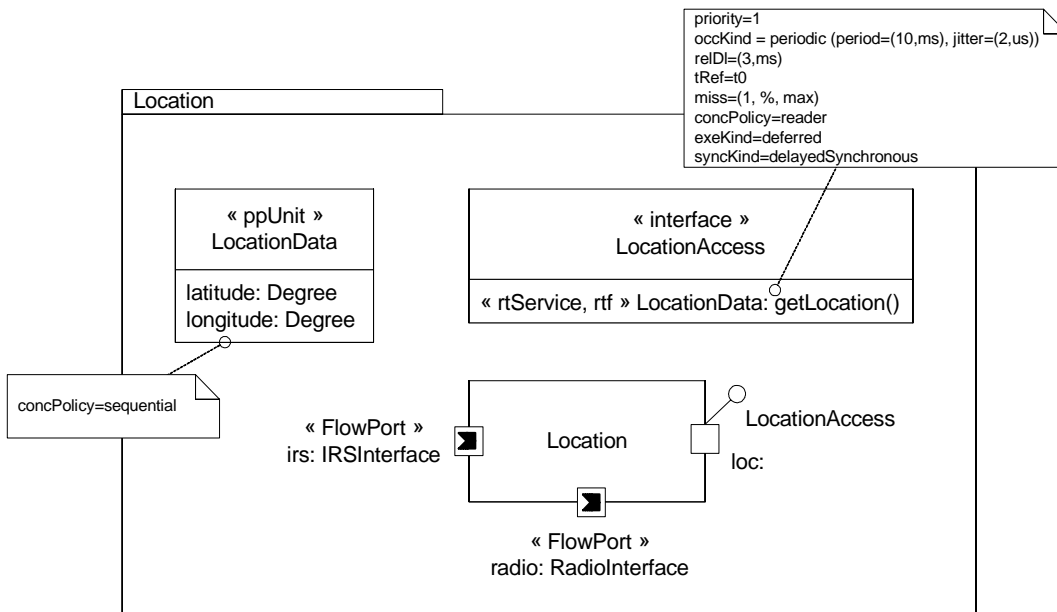 priority=1
occKind = periodic (period=(10,ms), jitter=(2,us))
relDl=(3,ms)
tRef=t0
miss=(1, %, max)
concPolicy=reader
exeKind=deferred
syncKind=delayedSynchronous
Location
« ppUnit »
LocationData
latitude: Degree
longitude: Degree
« interface »
LocationAccess
« rtService, rtf » LocationData: getLocation()
concPolicy=sequential
« FlowPort »
irs: IRSInterface
Location
LocationAccess
loc:
« FlowPort »
radio: RadioInterface